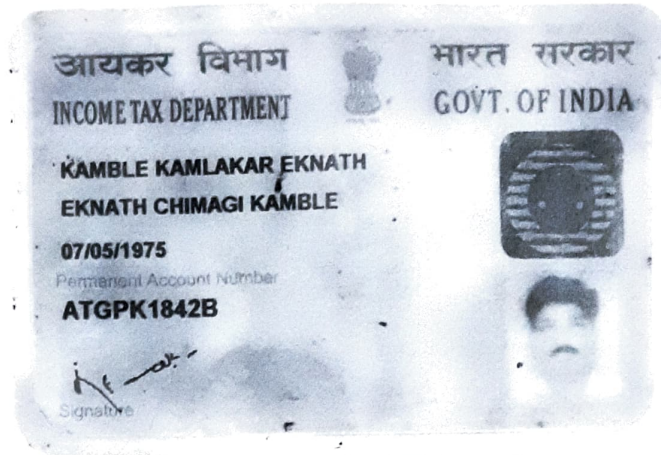 आयकर विभाग
भारत सरकार
INCOME TAX DEPARTMENT
GOVT. OF INDIA
KAMBLE KAMLAKAR EKNATH
EKNATH CHIMAGI KAMBLE
07/05/1975
Permanent Account Number
ATGPK1842B
Signature